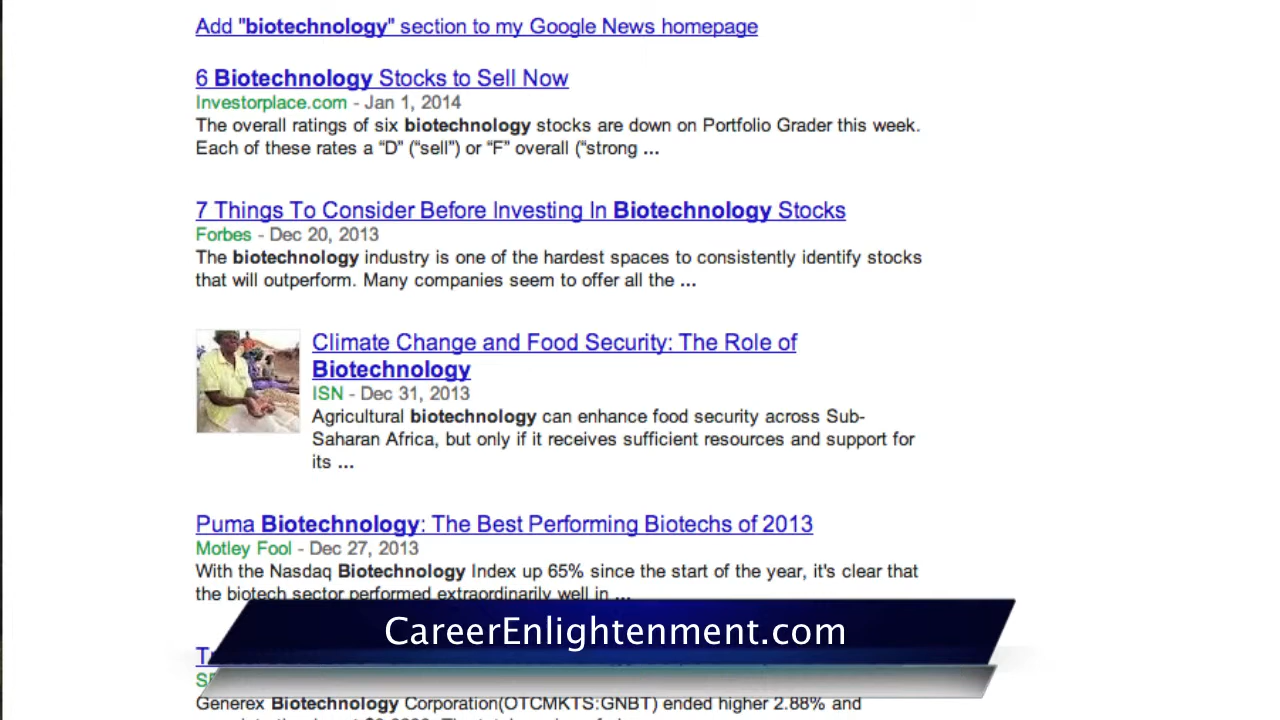 Add "biotechnology" section to my Google News homepage
6 Biotechnology Stocks to Sell Now
Investorplace.com - Jan 1, 2014
The overall ratings of six biotechnology stocks are down on Portfolio Grader this week.
Each of these rates a “D” (“sell”) or “F” overall (“strong ...
7 Things To Consider Before Investing In Biotechnology Stocks
Forbes - Dec 20, 2013
The biotechnology industry is one of the hardest spaces to consistently identify stocks
that will outperform. Many companies seem to offer all the ...
Climate Change and Food Security: The Role of
Biotechnology
ISN - Dec 31, 2013
Agricultural biotechnology can enhance food security across Sub-
Saharan Africa, but only if it receives sufficient resources and support for
its ...
Puma Biotechnology: The Best Performing Biotechs of 2013
Motley Fool - Dec 27, 2013
With the Nasdaq Biotechnology Index up 65% since the start of the year, it's clear that
the biotech sector performed extraordinarily well in ...
CareerEnlightenment.com
Generex Biotechnology Corporation(OTCMKTS:GNBT) ended higher 2.88% and